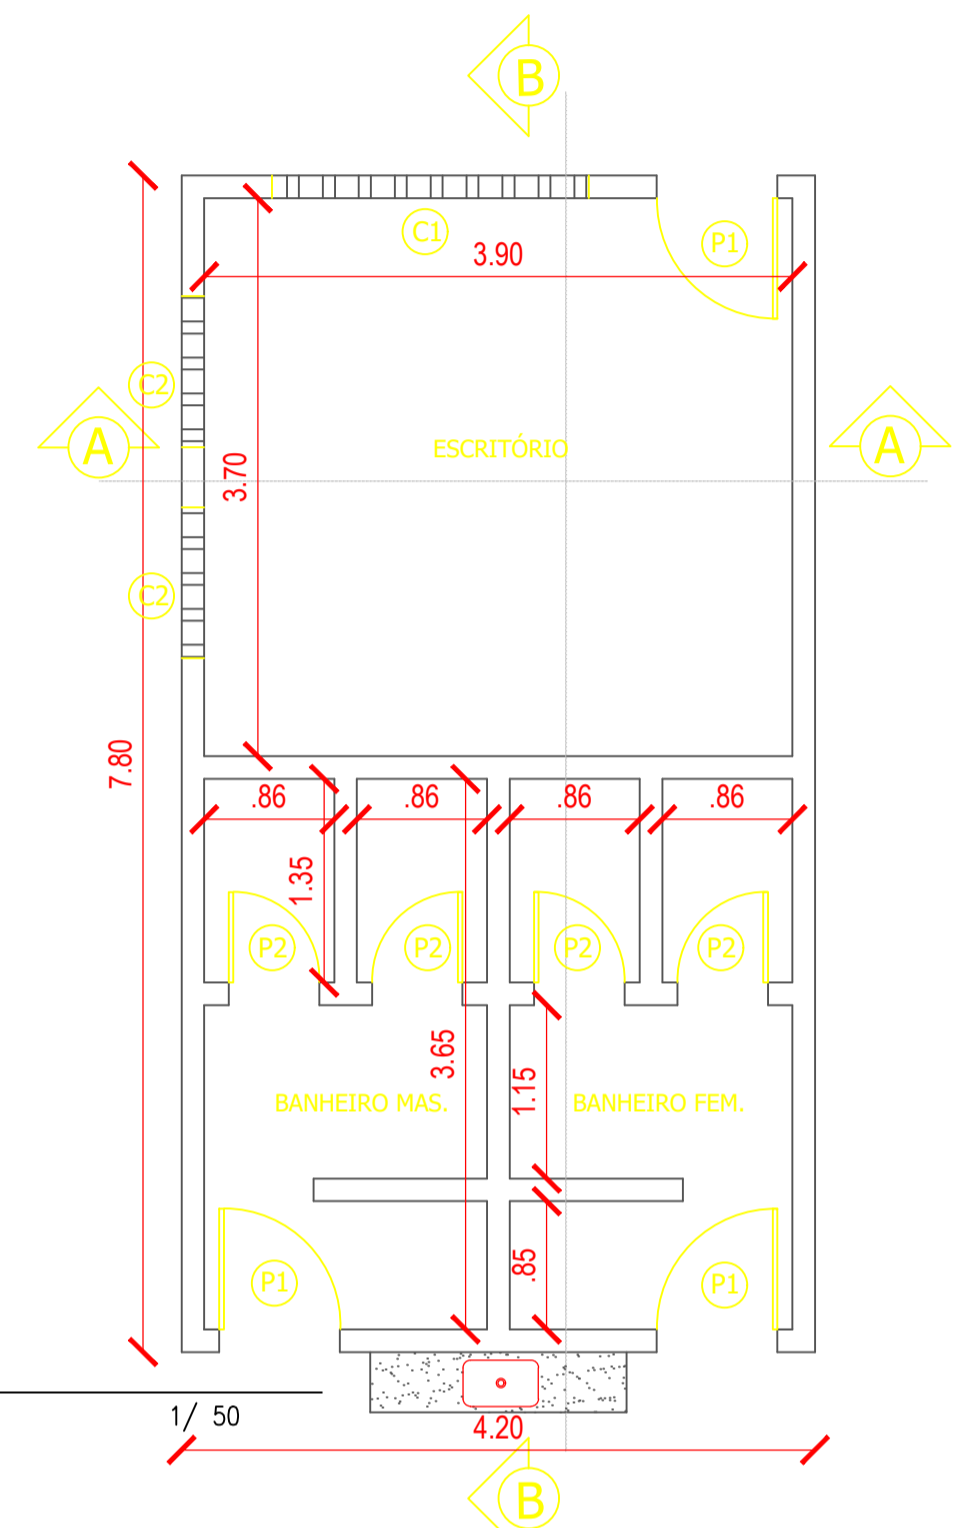 B
C1
P1
3.90
C2
A
A
ESCRITÓRIO
3.70
C2
7.80
.86
.86
.86
.86
1.35
P2
P2
P2
P2
3.65
1.15
BANHEIRO MAS.
BANHEIRO FEM.
.85
P1
P1
1/ 50
4.20
B